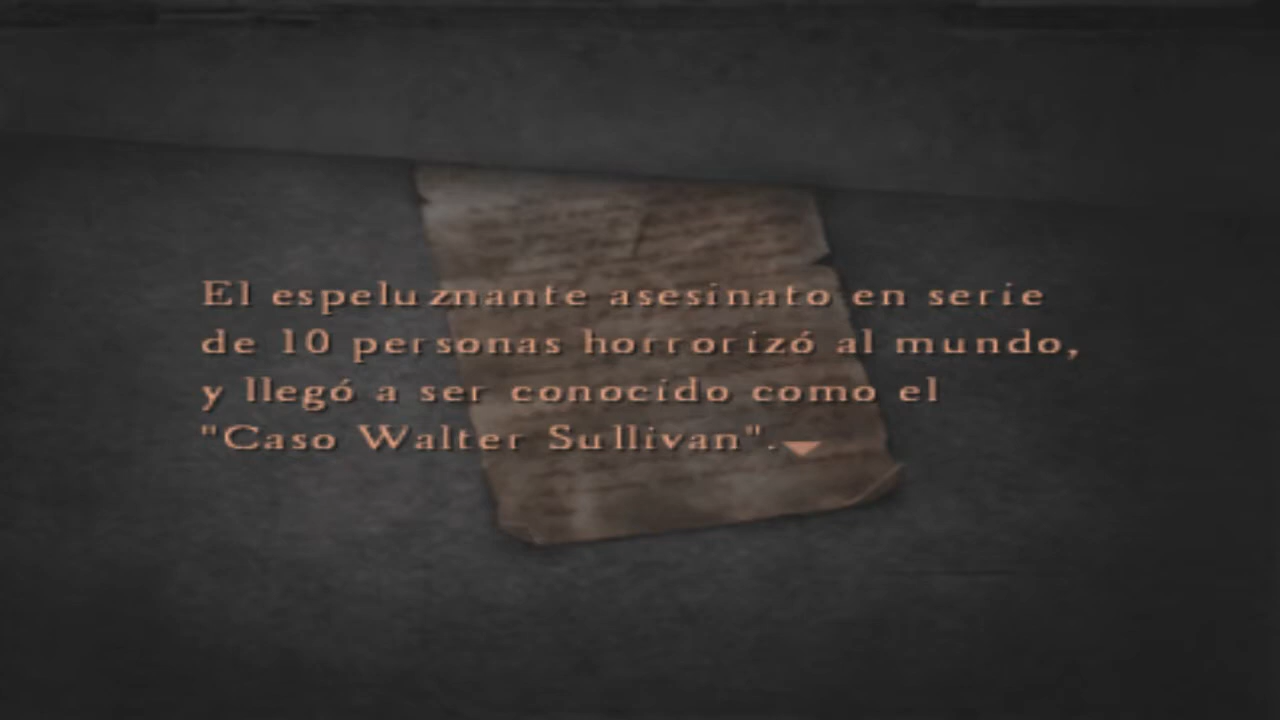 El espeluznante asesinato en serie
de 10 personas horrorizó al mundo,
y llegó a ser conocido como el
"Caso Walter Sullivan".